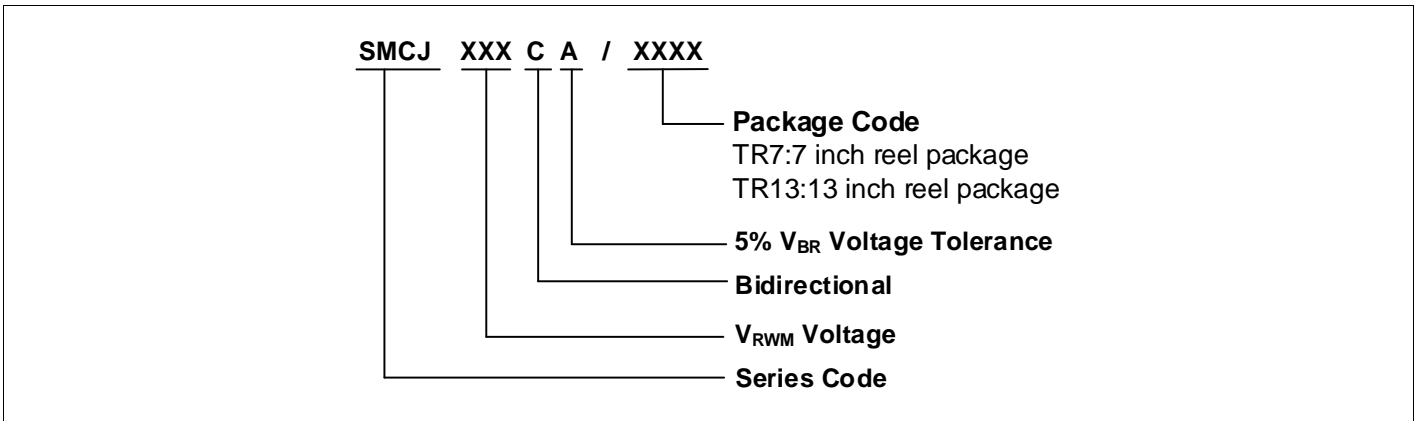 SMCJ XXX C A / XXXX
Package Code
TR7:7 inch reel package
TR13:13 inch reel package
5% VBR Voltage Tolerance
Bidirectional
VRWM Voltage
Series Code